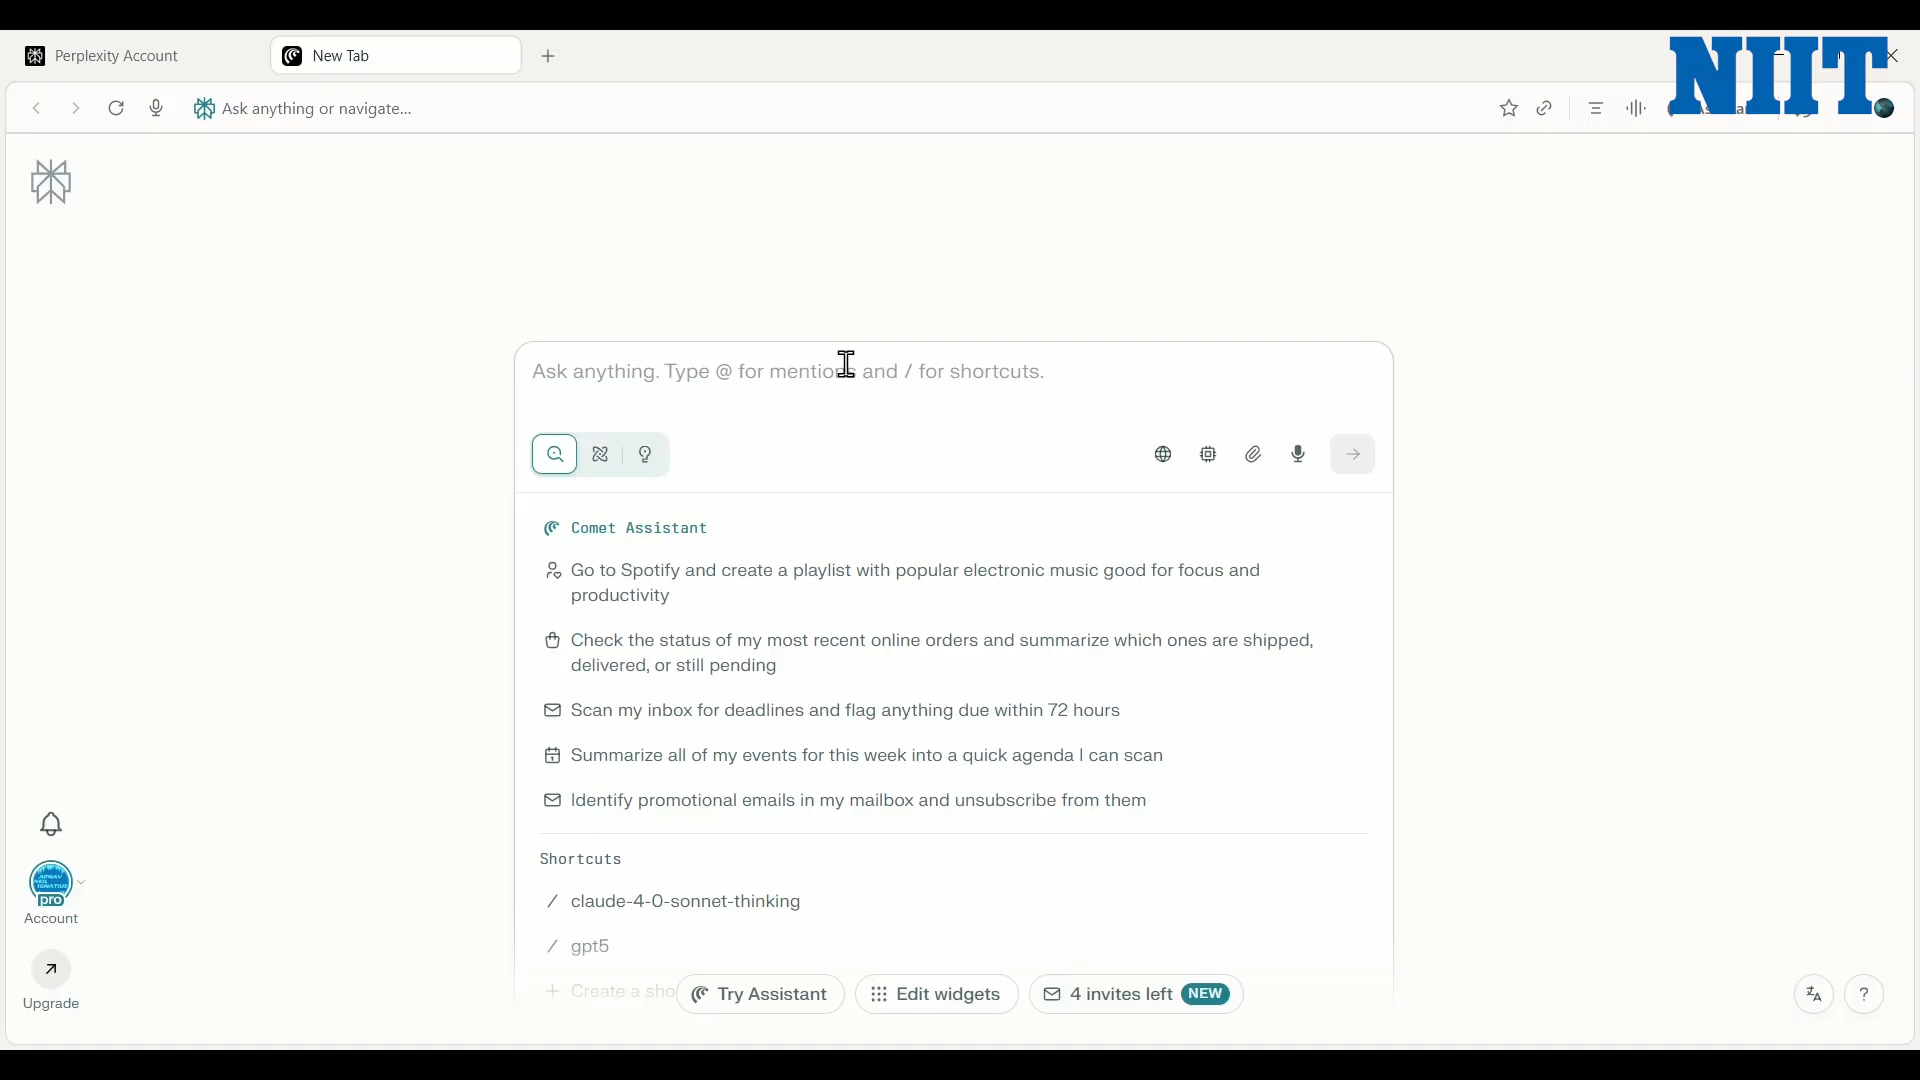 Perplexity Account
New Tab
NIIT
Ask anything or navigate...
Ask anything. Type @ for mentions and / for shortcuts.
Comet Assistant
Go to Spotify and create a playlist with popular electronic music good for focus and
productivity
Check the status of my most recent online orders and summarize which ones are shipped,
delivered, or still pending
Scan my inbox for deadlines and flag anything due within 72 hours
Summarize all of my events for this week into a quick agenda I can scan
Identify promotional emails in my mailbox and unsubscribe from them
Shortcuts
/ claude-4-0-sonnet-thinking
/ gpt5
+ Create a sho
Try Assistant
Edit widgets
4 invites left NEW
pro
Account
Upgrade
?